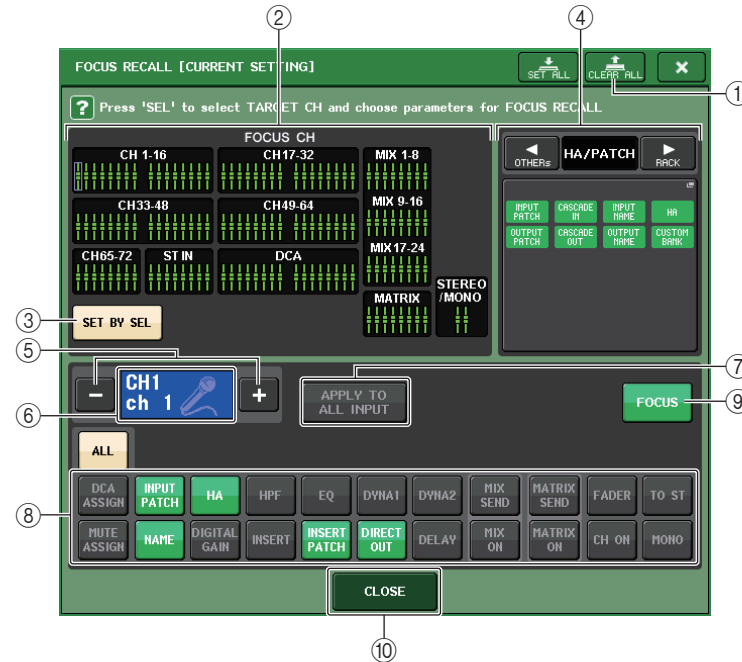 ② ④
FOCUS RECALL [CURRENT SETTING]
SET ALL
CLEAR ALL
①
? Press 'SEL' to select TARGET CH and choose parameters for FOCUS RECALL
FOCUS CH
CH 1-16
CH17-32
MIX 1-8
CH33-48
CH49-64
MIX 9-16
CH65-72
ST IN
DCA
MIX17-24
MATRIX
STEREO
/MONO
OTHERs
HA/PATCH
RACK
INPUT
PATCH
CASCADE
IN
INPUT
NAME
HA
OUTPUT
PATCH
CASCADE
OUT
OUTPUT
NAME
CUSTOM
BANK
③
SET BY SEL
⑤
⑥
−
CH1
ch 1
+
⑦
APPLY TO
ALL INPUT
FOCUS
⑨
ALL
⑧
DCA
ASSIGN
INPUT
PATCH
HA
HPF
EQ
DYNA1
DYNA2
MIX
SEND
MATRIX
SEND
FADER
TO ST
MUTE
ASSIGN
NAME
DIGITAL
GAIN
INSERT
INSERT
PATCH
DIRECT
OUT
DELAY
MIX
ON
MATRIX
ON
CH ON
MONO
CLOSE
⑩